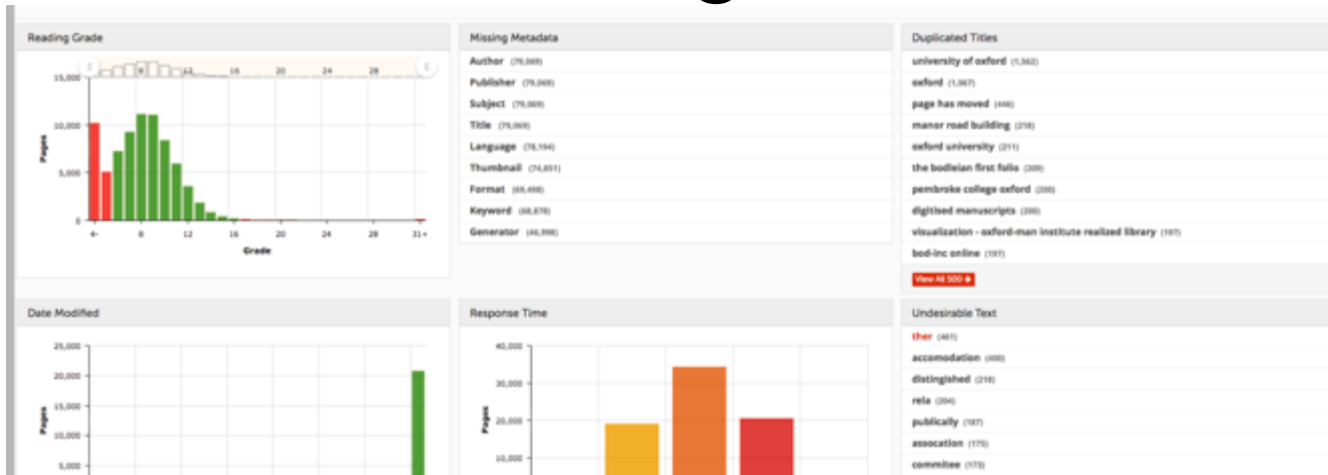 Reading Grade
8 12 16 20 24 28
15,000
10,000
5,000
0
Pages
4- 8 12 16 20 24 28 31+
Grade
Missing Metadata
Author (79,069)
Publisher (79,069)
Subject (79,069)
Title (79,069)
Language (78,194)
Thumbnail (74,851)
Format (69,498)
Keyword (68,878)
Generator (46,998)
Duplicated Titles
university of oxford (1,562)
oxford (1,067)
page has moved (446)
manor road building (218)
oxford university (211)
the bodleian first folio (200)
pembroke college oxford (200)
digitised manuscripts (200)
visualization - oxford-man institute realized library (197)
bod-inc online (197)
View All 500
Date Modified
25,000
20,000
15,000
10,000
5,000
Pages
Response Time
40,000
30,000
20,000
10,000
Pages
Undesirable Text
ther (461)
accomodation (400)
distingished (218)
rela (204)
publically (187)
assocation (175)
commitee (173)